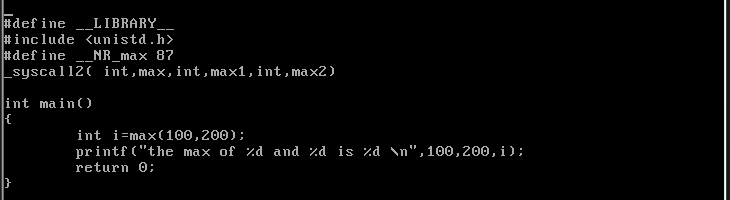 #define __LIBRARY__
#include <unistd.h>
#define __NR_max 87
_syscall2( int,max,int,max1,int,max2)

int main()
{
        int i=max(100,200);
        printf("the max of %d and %d is %d \n",100,200,i);
        return 0;
}